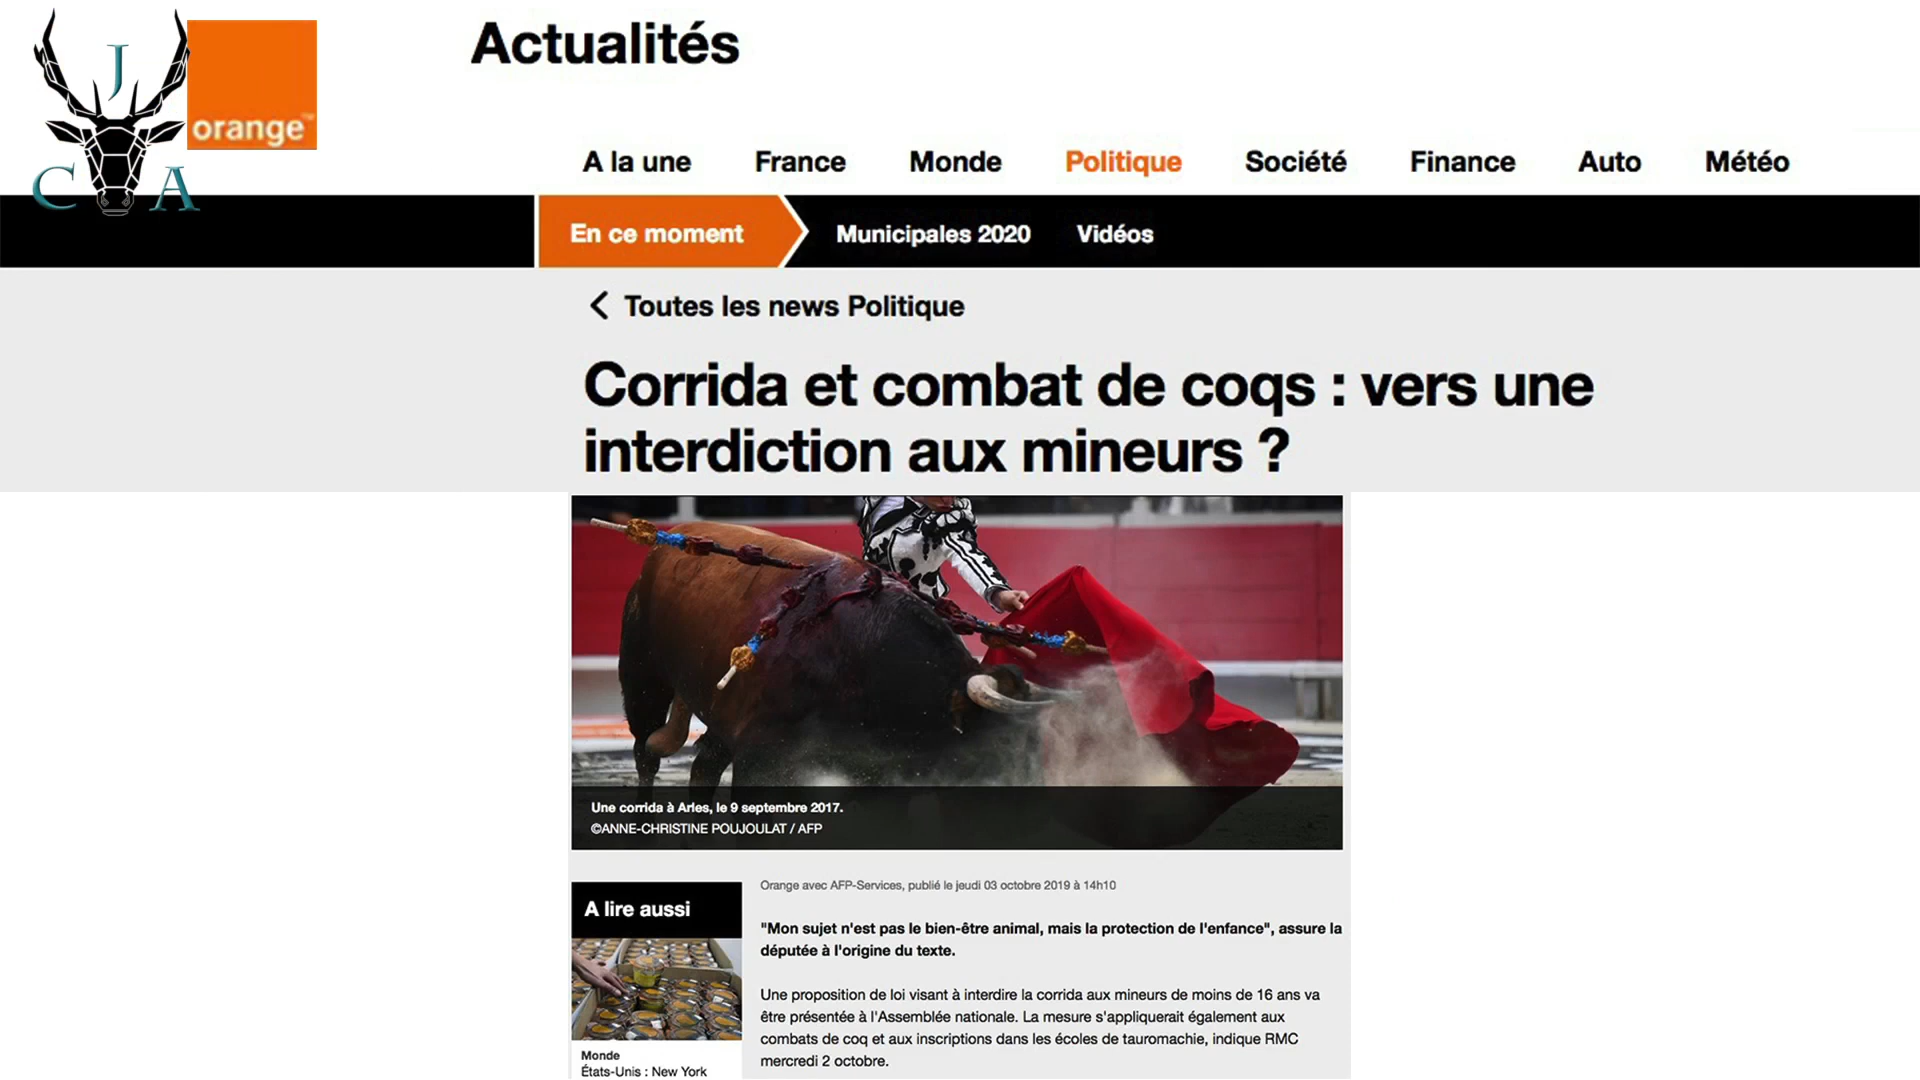 J
C A
orange™
Actualités
A la une France Monde Politique Société Finance Auto Météo
En ce moment Municipales 2020 Vidéos
Toutes les news Politique
Corrida et combat de coqs : vers une
interdiction aux mineurs ?
Une corrida à Arles, le 9 septembre 2017.
©ANNE-CHRISTINE POUJOULAT / AFP
A lire aussi
Monde
États-Unis : New York
Orange avec AFP-Services, publié le jeudi 03 octobre 2019 à 14h10
"Mon sujet n'est pas le bien-être animal, mais la protection de l'enfance", assure la
députée à l'origine du texte.
Une proposition de loi visant à interdire la corrida aux mineurs de moins de 16 ans va
être présentée à l'Assemblée nationale. La mesure s'appliquerait également aux
combats de coq et aux inscriptions dans les écoles de tauromachie, indique RMC
mercredi 2 octobre.